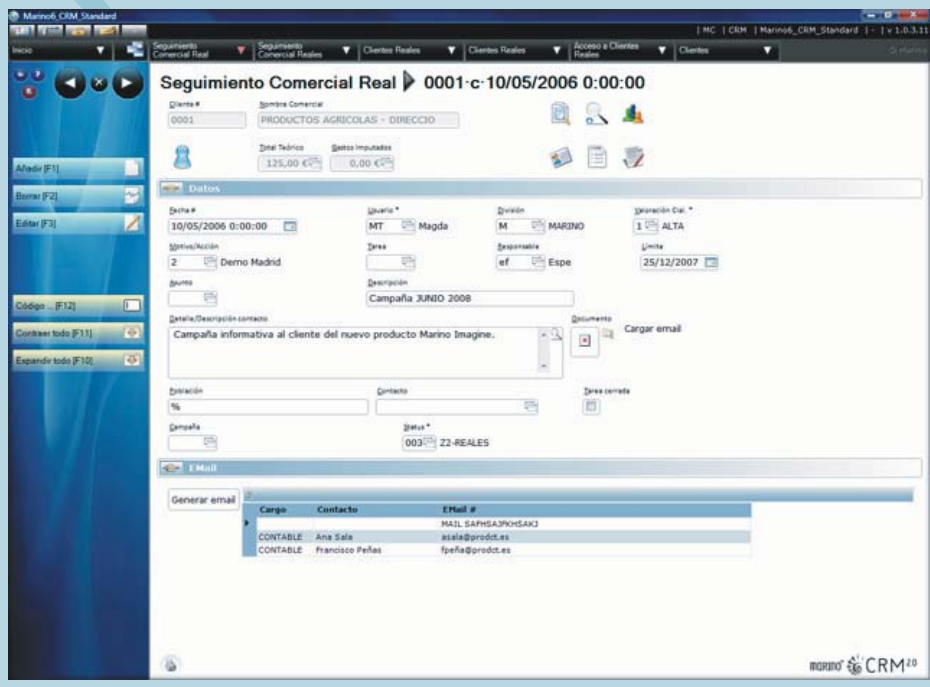 Marino6_CRM_Standard
| MC | CRM | Marino6_CRM_Standard | - | v 1.0.3.11
Inicio
Seguimiento Comercial Real
Seguimiento Comercial Reales
Clientes Reales
Clientes Reales
Acceso a Clientes Reales
Clientes
Seguimiento Comercial Real 0001·c·10/05/2006 0:00:00
Cliente # Nombre Comercial
0001 PRODUCTOS AGRICOLAS - DIRECCIO
Total Teórico Gastos Imputados
125,00 € 0,00 €
Añadir [F1]
Borrar [F2]
Editar [F3]
Código ... [F12]
Contraer todo [F11]
Expandir todo [F10]
Datos
Fecha # Usuario * División Valoración Cial. *
10/05/2006 0:00:00 MT Magda M MARINO 1 ALTA
Motivo/Acción Tarea Responsable Límite
2 Demo Madrid ef Espe 25/12/2007
Asunto Descripción
Campaña JUNIO 2008
Detalle/Descripción contacto Documento
Campaña informativa al cliente del nuevo producto Marino Imagine. Cargar email
Población Contacto Tarea cerrada
%
Campaña Status *
003 Z2-REALES
EMail
Generar email
Cargo Contacto EMail #
MAIL SAFHSAJFKHSAKJ
CONTABLE Ana Sala asala@prodct.es
CONTABLE Francisco Peñas fpeña@prodct.es
marino CRM 2.0